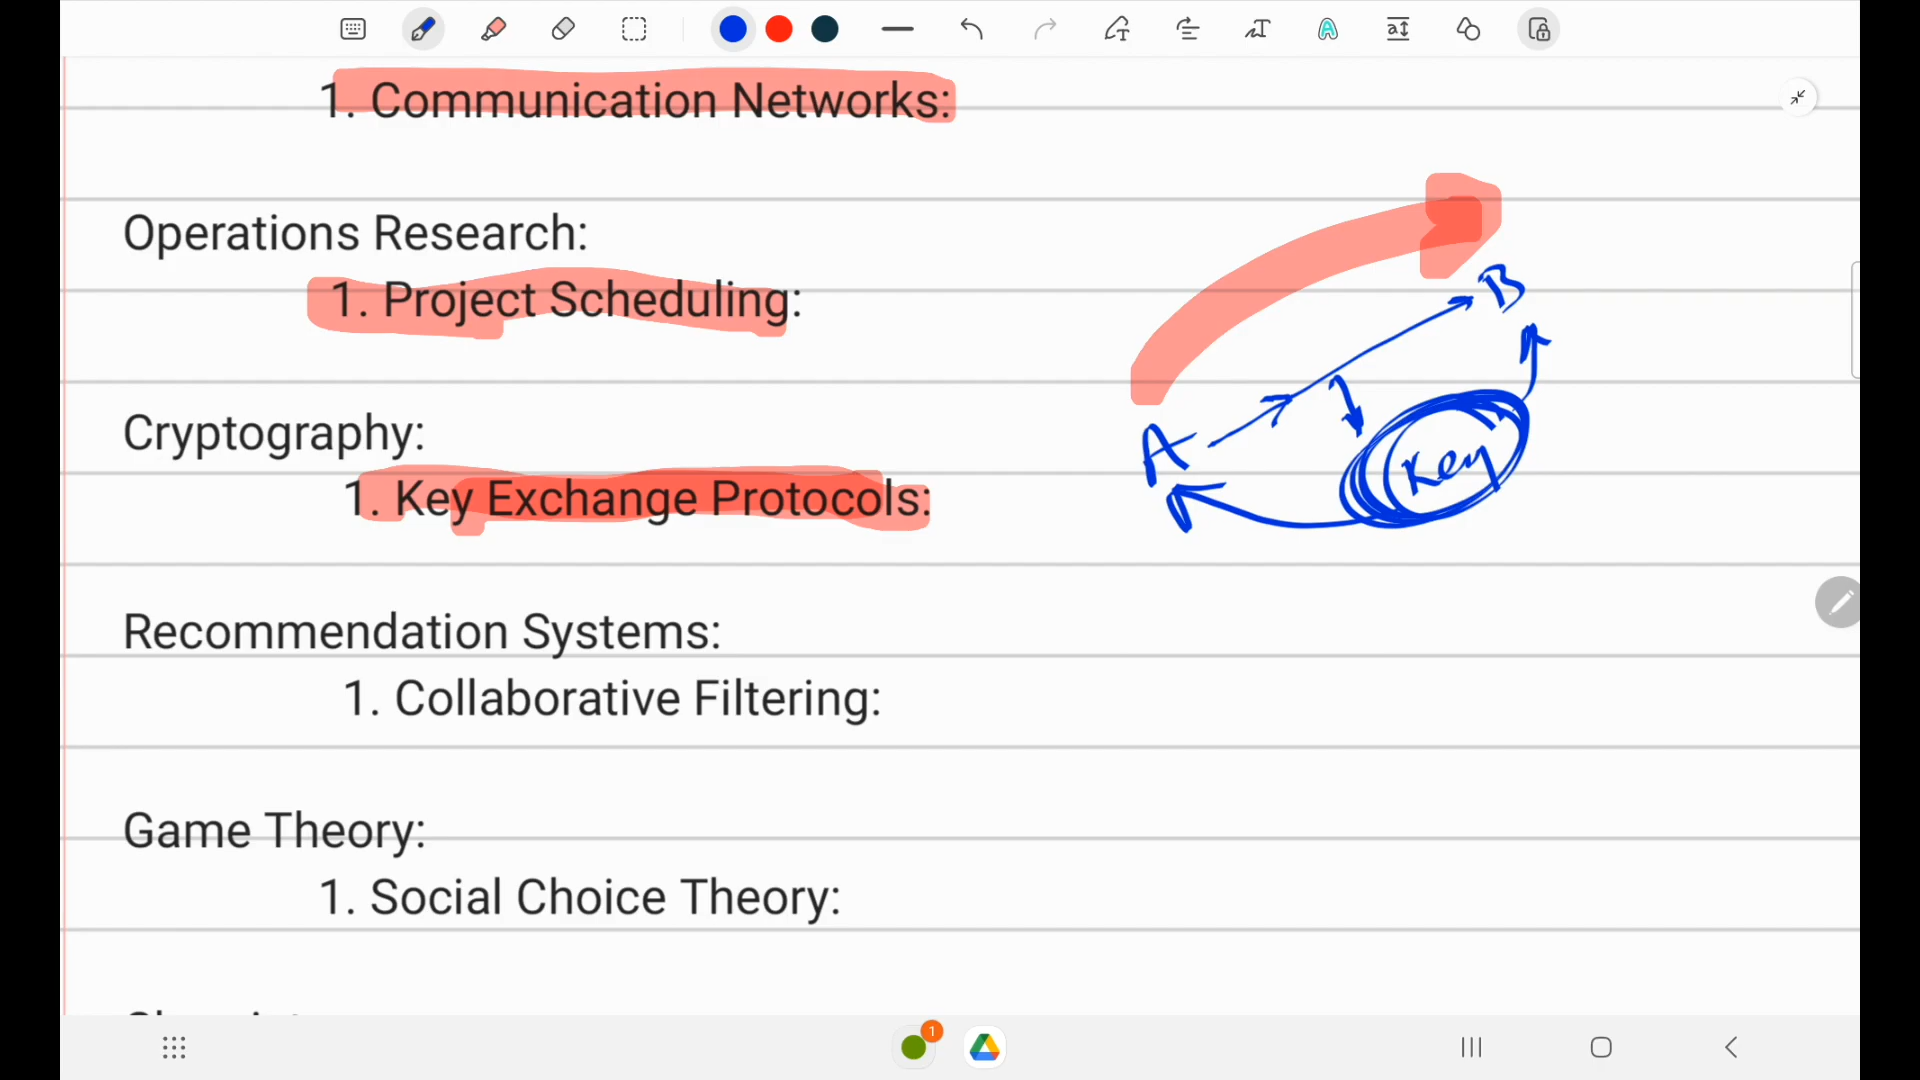 1. Communication Networks:
Operations Research:
1. Project Scheduling:
B
Cryptography:
A
Key
1. Key Exchange Protocols:
Recommendation Systems:
1. Collaborative Filtering:
Game Theory:
1. Social Choice Theory:
1